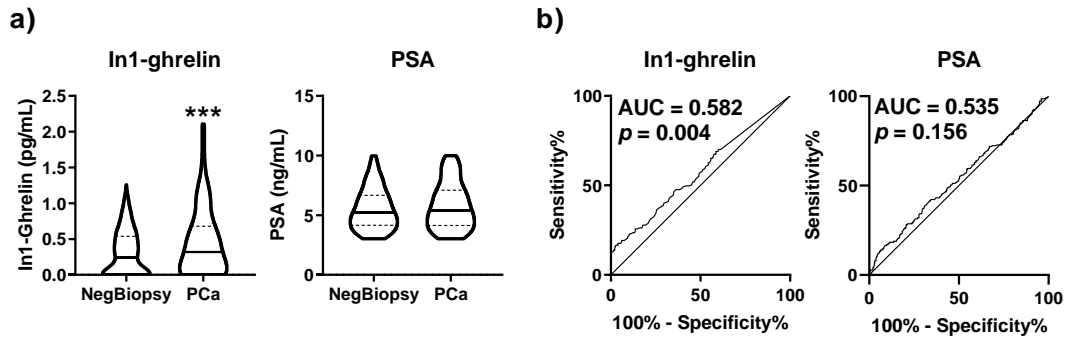 a)
In1-ghrelin
In1-Ghrelin (pg/mL)
2.5
2.0
1.5
1.0
0.5
0.0
***
NegBiopsy
PCa
PSA
PSA (ng/mL)
15
10
5
0
NegBiopsy
PCa
b)
In1-ghrelin
AUC = 0.582
p = 0.004
Sensitivity%
100
50
0
0
50
100
100% - Specificity%
PSA
AUC = 0.535
p = 0.156
Sensitivity%
100
50
0
0
50
100
100% - Specificity%